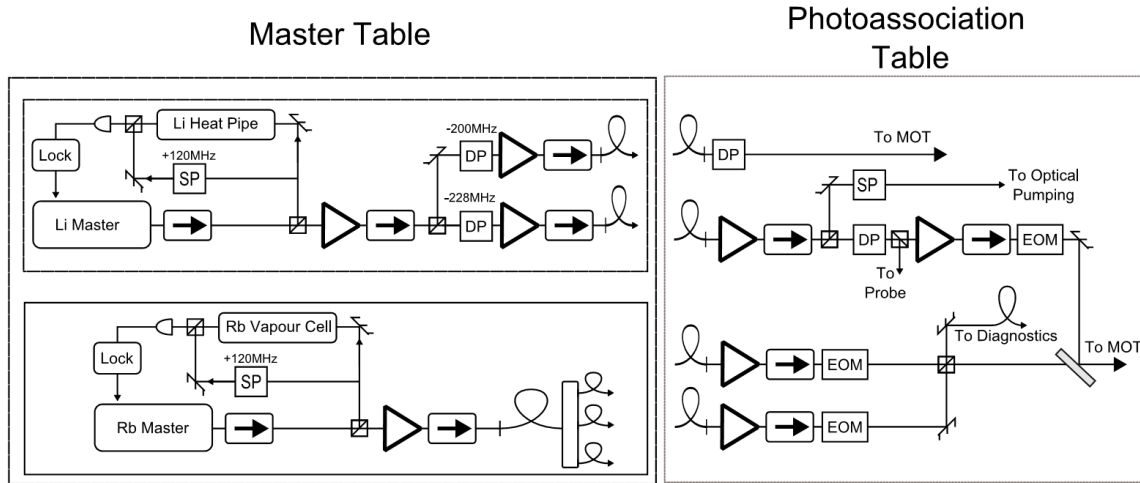 Master Table
Photoassociation
Table
Li Heat Pipe
Lock
+120MHz
SP
Li Master
-200MHz
DP
-228MHz
DP
Rb Vapour Cell
Lock
+120MHz
SP
Rb Master
DP
To MOT
SP
To Optical
Pumping
DP
EOM
To
Probe
To Diagnostics
EOM
To MOT
EOM